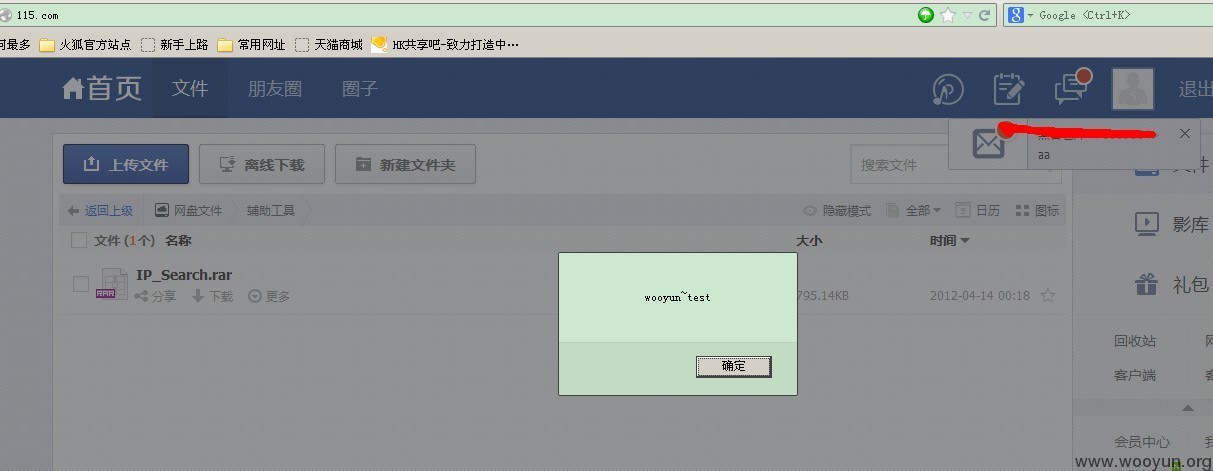 115.com
Google <Ctrl+K>
可最多 火狐官方站点 新手上路 常用网址 天猫商城 HK共享吧-致力打造中…
首页 文件 朋友圈 圈子 退出
aa
上传文件 离线下载 新建文件夹 搜索文件
文件
返回上级 网盘文件 辅助工具 隐藏模式 全部 日历 图标
影库
文件 (1个) 名称 大小 时间
IP_Search.rar
RAR
分享 下载 更多 795.14KB 2012-04-14 00:18
礼包
wooyun~test
确定
回收站
客户端
会员中心
www.wooyun.org